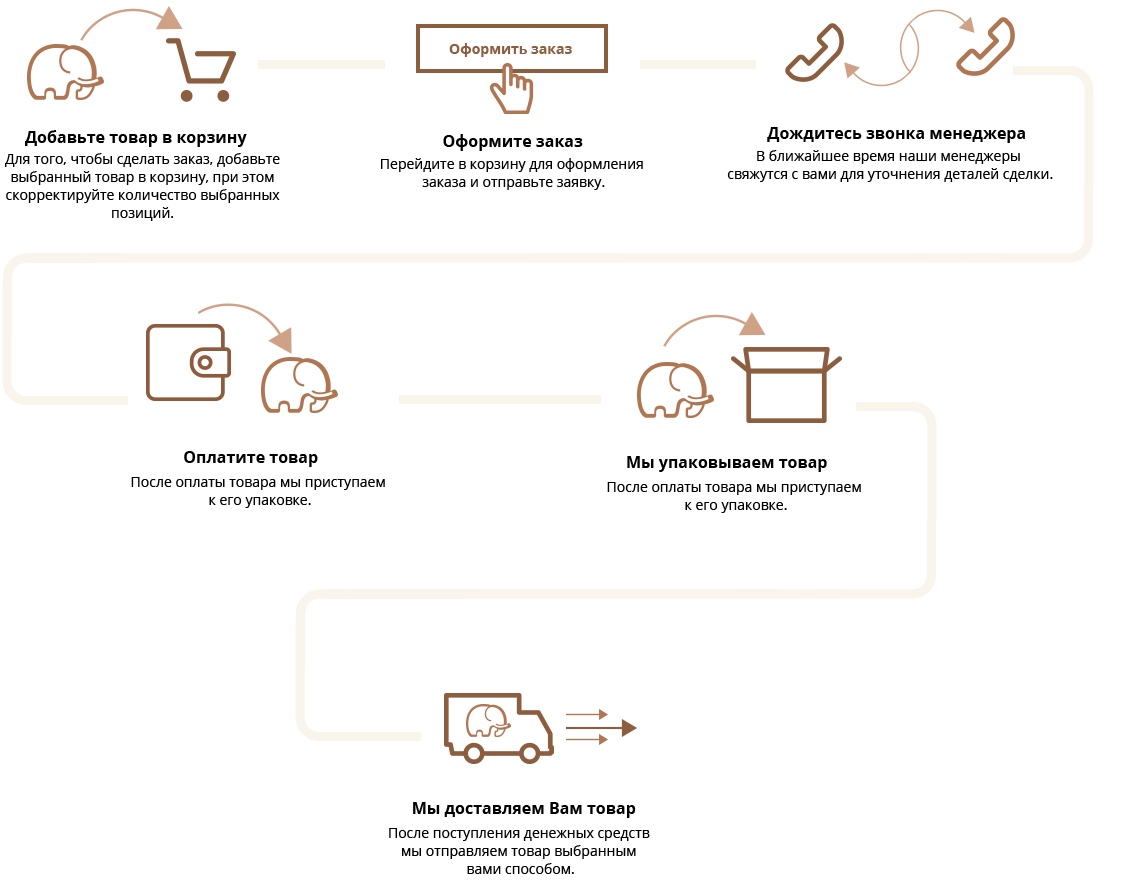 Оформить заказ
Добавьте товар в корзину
Для того, чтобы сделать заказ, добавьте
выбранный товар в корзину, при этом
скорректируйте количество выбранных
позиций.
Оформите заказ
Перейдите в корзину для оформления
заказа и отправьте заявку.
Дождитесь звонка менеджера
В ближайшее время наши менеджеры
свяжутся с вами для уточнения деталей сделки.
Оплатите товар
После оплаты товара мы приступаем
к его упаковке.
Мы упаковываем товар
После оплаты товара мы приступаем
к его упаковке.
Мы доставляем Вам товар
После поступления денежных средств
мы отправляем товар выбранным
вами способом.